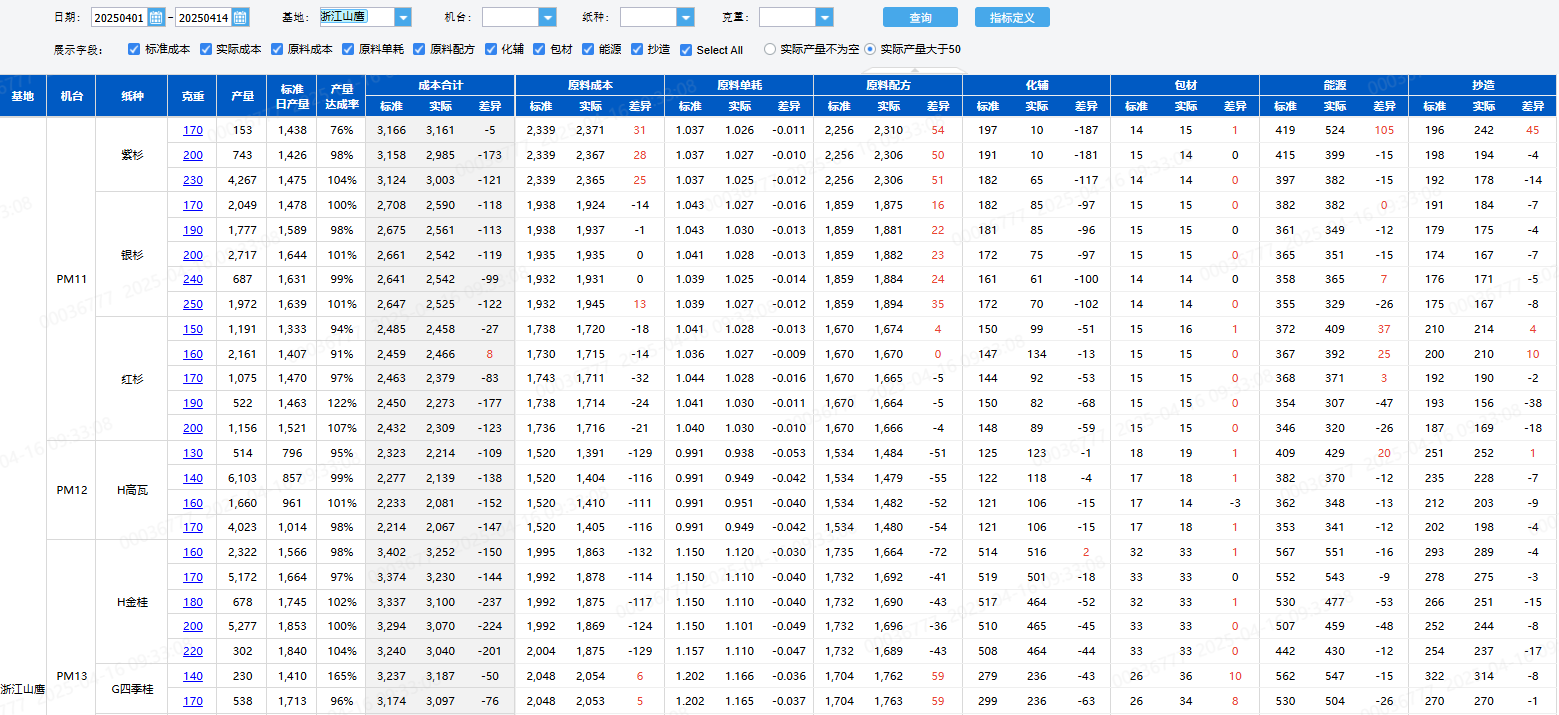 日期： 20250401 - 20250414 基地： 浙江山鹰 机台： 纸种： 克重： 查询 指标定义
展示字段： 标准成本 实际成本 原料成本 原料单耗 原料配方 化辅 包材 能源 抄造 Select All 实际产量不为空 实际产量大于50
基地 机台 纸种 克重 产量 标准日产量 产量达成率 成本合计 原料成本 原料单耗 原料配方 化辅 包材 能源 抄造
标准 实际 差异 标准 实际 差异 标准 实际 差异 标准 实际 差异 标准 实际 差异 标准 实际 差异 标准 实际 差异 标准 实际 差异
170 153 1,438 76% 3,166 3,161 -5 2,339 2,371 31 1.037 1.026 -0.011 2,256 2,310 54 197 10 -187 14 15 1 419 524 105 196 242 45
紫杉 200 743 1,426 98% 3,158 2,985 -173 2,339 2,367 28 1.037 1.027 -0.010 2,256 2,306 50 191 10 -181 15 14 0 415 399 -15 198 194 -4
230 4,267 1,475 104% 3,124 3,003 -121 2,339 2,365 25 1.037 1.025 -0.012 2,256 2,306 51 182 65 -117 14 14 0 397 382 -15 192 178 -14
170 2,049 1,478 100% 2,708 2,590 -118 1,938 1,924 -14 1.043 1.027 -0.016 1,859 1,875 16 182 85 -97 15 15 0 382 382 0 191 184 -7
190 1,777 1,589 98% 2,675 2,561 -113 1,938 1,937 -1 1.043 1.030 -0.013 1,859 1,881 22 181 85 -96 15 15 0 361 349 -12 179 175 -4
银杉 200 2,717 1,644 101% 2,661 2,542 -119 1,935 1,935 0 1.041 1.028 -0.013 1,859 1,882 23 172 75 -97 15 15 0 365 351 -15 174 167 -7
PM11 240 687 1,631 99% 2,641 2,542 -99 1,932 1,931 0 1.039 1.025 -0.014 1,859 1,884 24 161 61 -100 14 14 0 358 365 7 176 171 -5
250 1,972 1,639 101% 2,647 2,525 -122 1,932 1,945 13 1.039 1.027 -0.012 1,859 1,894 35 172 70 -102 14 14 0 355 329 -26 175 167 -8
150 1,191 1,333 94% 2,485 2,458 -27 1,738 1,720 -18 1.041 1.028 -0.013 1,670 1,674 4 150 99 -51 15 16 1 372 409 37 210 214 4
160 2,161 1,407 91% 2,459 2,466 8 1,730 1,715 -14 1.036 1.027 -0.009 1,670 1,670 0 147 134 -13 15 15 0 367 392 25 200 210 10
红杉 170 1,075 1,470 97% 2,463 2,379 -83 1,743 1,711 -32 1.044 1.028 -0.016 1,670 1,665 -5 144 92 -53 15 15 0 368 371 3 192 190 -2
190 522 1,463 122% 2,450 2,273 -177 1,738 1,714 -24 1.041 1.030 -0.011 1,670 1,664 -5 150 82 -68 15 15 0 354 307 -47 193 156 -38
200 1,156 1,521 107% 2,432 2,309 -123 1,736 1,716 -21 1.040 1.030 -0.010 1,670 1,666 -4 148 89 -59 15 15 0 346 320 -26 187 169 -18
130 514 796 95% 2,323 2,214 -109 1,520 1,391 -129 0.991 0.938 -0.053 1,534 1,484 -51 125 123 -1 18 19 1 409 429 20 251 252 1
PM12 H高瓦 140 6,103 857 99% 2,277 2,139 -138 1,520 1,404 -116 0.991 0.949 -0.042 1,534 1,479 -55 122 118 -4 17 18 1 382 370 -12 235 228 -7
160 1,660 961 101% 2,233 2,081 -152 1,520 1,410 -111 0.991 0.951 -0.040 1,534 1,482 -52 121 106 -15 17 14 -3 362 348 -13 212 203 -9
170 4,023 1,014 98% 2,214 2,067 -147 1,520 1,405 -116 0.991 0.949 -0.042 1,534 1,480 -54 121 106 -15 17 18 1 353 341 -12 202 198 -4
160 2,322 1,566 98% 3,402 3,252 -150 1,995 1,863 -132 1.150 1.120 -0.030 1,735 1,664 -72 514 516 2 32 33 1 567 551 -16 293 289 -4
170 5,172 1,664 97% 3,374 3,230 -144 1,992 1,878 -114 1.150 1.110 -0.040 1,732 1,692 -41 519 501 -18 33 33 0 552 543 -9 278 275 -3
H金桂 180 678 1,745 102% 3,337 3,100 -237 1,992 1,875 -117 1.150 1.110 -0.040 1,732 1,690 -43 517 464 -52 32 33 1 530 477 -53 266 251 -15
200 5,277 1,853 100% 3,294 3,070 -224 1,992 1,869 -124 1.150 1.101 -0.049 1,732 1,696 -36 510 465 -45 33 33 0 507 459 -48 252 244 -8
220 302 1,840 104% 3,240 3,040 -201 2,004 1,875 -129 1.157 1.110 -0.047 1,732 1,689 -43 508 464 -44 33 33 0 442 430 -12 254 237 -17
浙江山鹰 PM13 G四季桂 140 230 1,410 165% 3,237 3,187 -50 2,048 2,054 6 1.202 1.166 -0.036 1,704 1,762 59 279 236 -43 26 36 10 562 547 -15 322 314 -8
170 538 1,713 96% 3,174 3,097 -76 2,048 2,053 5 1.202 1.165 -0.037 1,704 1,763 59 299 236 -63 26 34 8 530 504 -26 270 270 -1